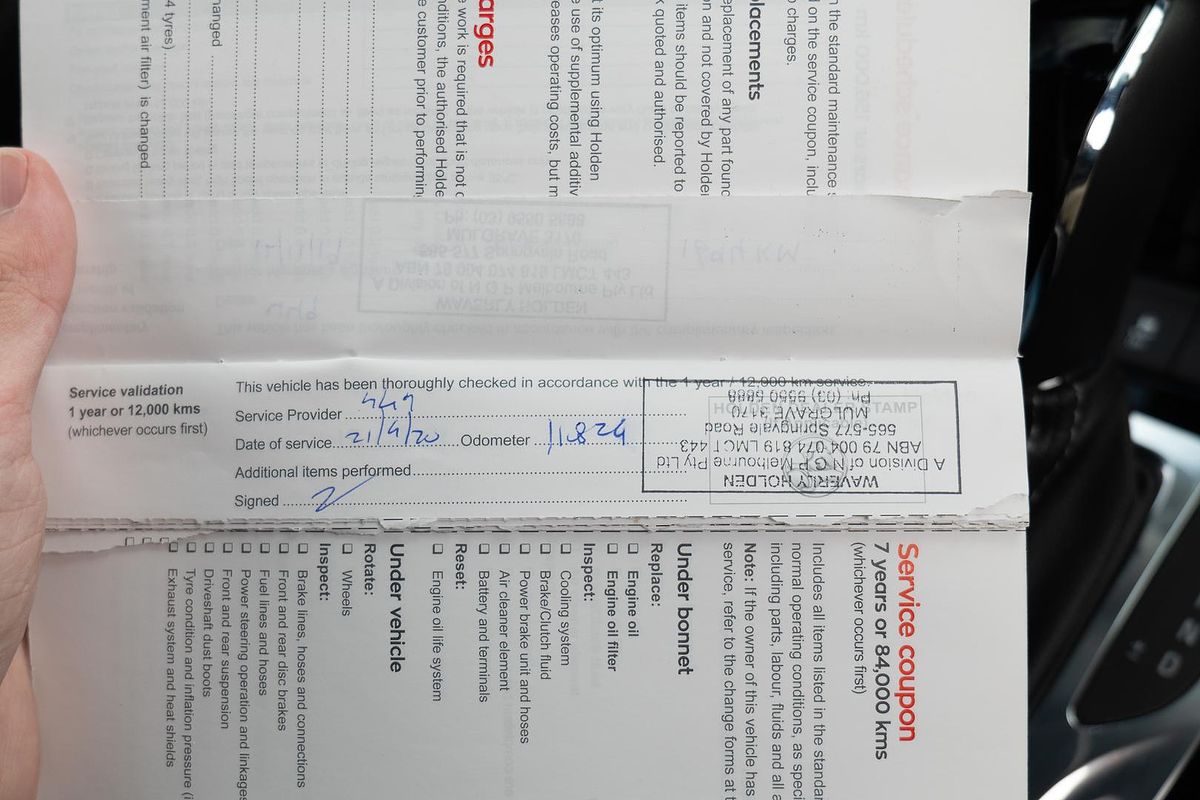 arges
e work is required that is not c
nditions, the authorised Holde
e customer prior to performing
t its optimum using Holden
e use of supplemental additiv
eases operating costs, but m
placements
eplacement of any part found
on and not covered by Holde
items should be reported to
k quoted and authorised.
n the standard maintenance s
d on the service coupon, inclu
o charges.
4 tyres)
hanged
ment air filter) is changed
Service validation
1 year or 12,000 kms
(whichever occurs first)
This vehicle has been thoroughly checked in accordance with the 1 year / 12,000 km service.
Service Provider
Date of service 21/4/20 Odometer 11824
Additional items performed
Signed
WAVERLY HOLDEN
A Division of N G P Melbourne Pty Ltd
ABN 79 004 074 819 LMCT 443
565-577 Springvale Road
MULGRAVE 3170
Ph: (03) 9550 5888
Service coupon
7 years or 84,000 kms
(whichever occurs first)
Includes all items listed in the standar
normal operating conditions, as speci
including parts, labour, fluids and all a
Note: If the owner of this vehicle has
service, refer to the change forms at t
Under bonnet
Replace:
Engine oil
Engine oil filter
Inspect:
Cooling system
Brake/Clutch fluid
Power brake unit and hoses
Air cleaner element
Battery and terminals
Reset:
Engine oil life system
Under vehicle
Rotate:
Wheels
Inspect:
Brake lines, hoses and connections
Front and rear disc brakes
Fuel lines and hoses
Power steering operation and linkages
Front and rear suspension
Driveshaft dust boots
Tyre condition and inflation pressure (i
Exhaust system and heat shields